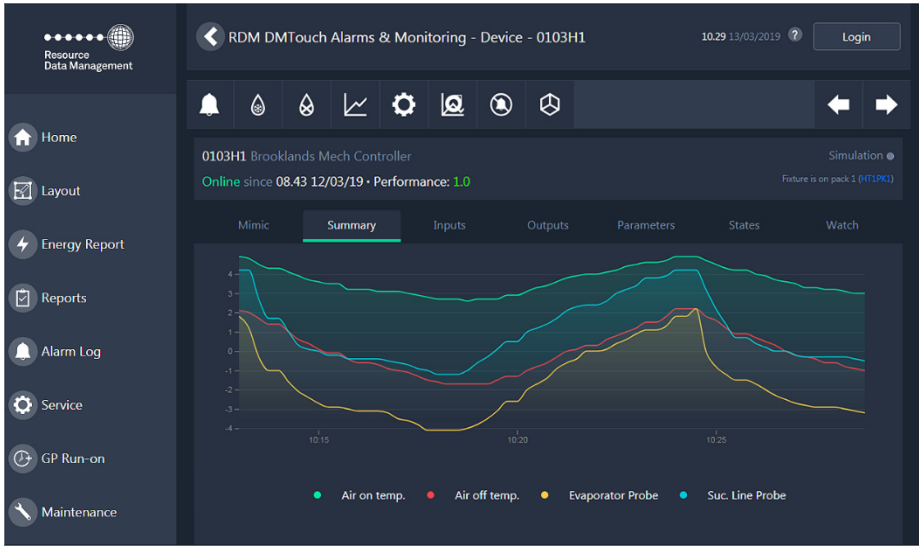 Resource
Data Management
RDM DMTouch Alarms & Monitoring - Device - 0103H1
10.29 13/03/2019
?
Login
Home
Layout
Energy Report
Reports
Alarm Log
Service
GP Run-on
Maintenance
0103H1 Brooklands Mech Controller
Simulation
Online since 08.43 12/03/19 · Performance: 1.0
Fixture is on pack 1 (HT1PK1)
Mimic Summary Inputs Outputs Parameters States Watch
4
3
2
1
0
-1
-2
-3
-4
10:15 10:20 10:25
Air on temp. Air off temp. Evaporator Probe Suc. Line Probe